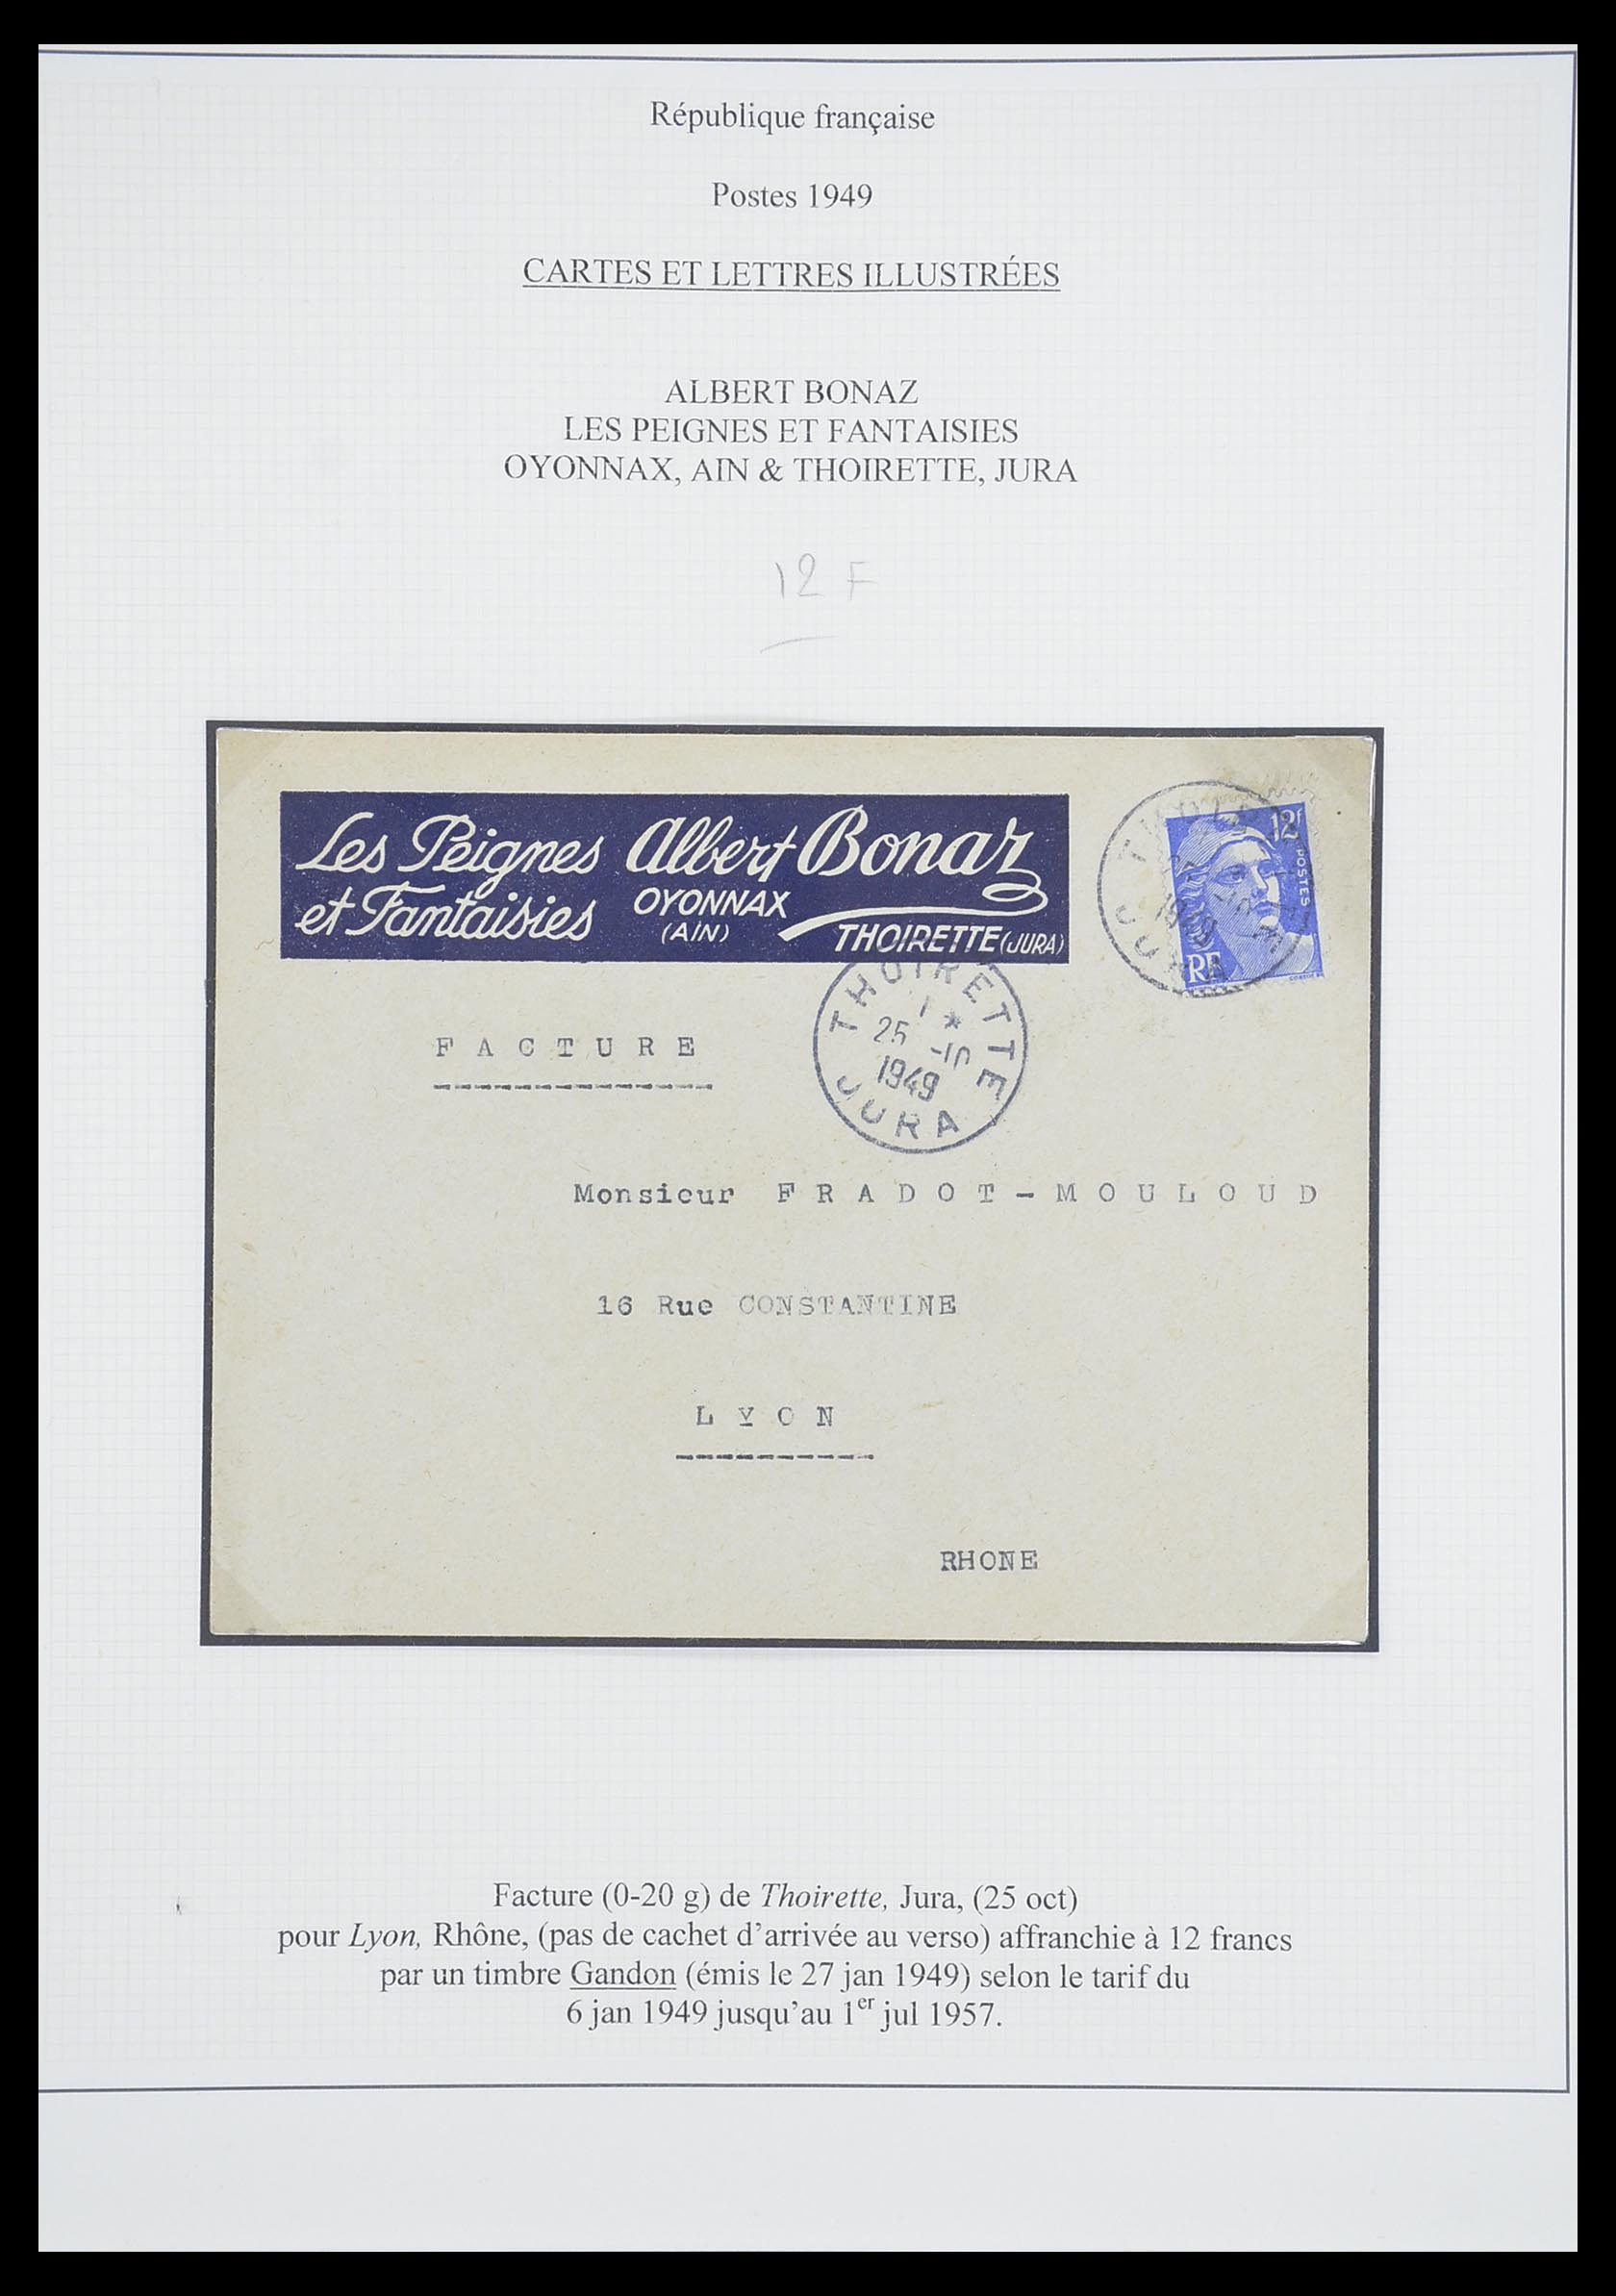 République française
Postes 1949
CARTES ET LETTRES ILLUSTRÉES
ALBERT BONAZ
LES PEIGNES ET FANTAISIES
OYONNAX, AIN & THOIRETTE, JURA
12 F
Les Peignes Albert Bonaz
et Fantaisies OYONNAX
(AIN) THOIRETTE (JURA)
12F
POSTES
RF
1949
JURA
THOIRETTE
1 *
25 -10
1949
JURA
FACTURE
Monsieur FRADOT-MOULOUD
16 Rue CONSTANTINE
LYON
RHONE
Facture (0-20 g) de Thoirette, Jura, (25 oct)
pour Lyon, Rhône, (pas de cachet d'arrivée au verso) affranchie à 12 francs
par un timbre Gandon (émis le 27 jan 1949) selon le tarif du
6 jan 1949 jusqu'au 1er jul 1957.